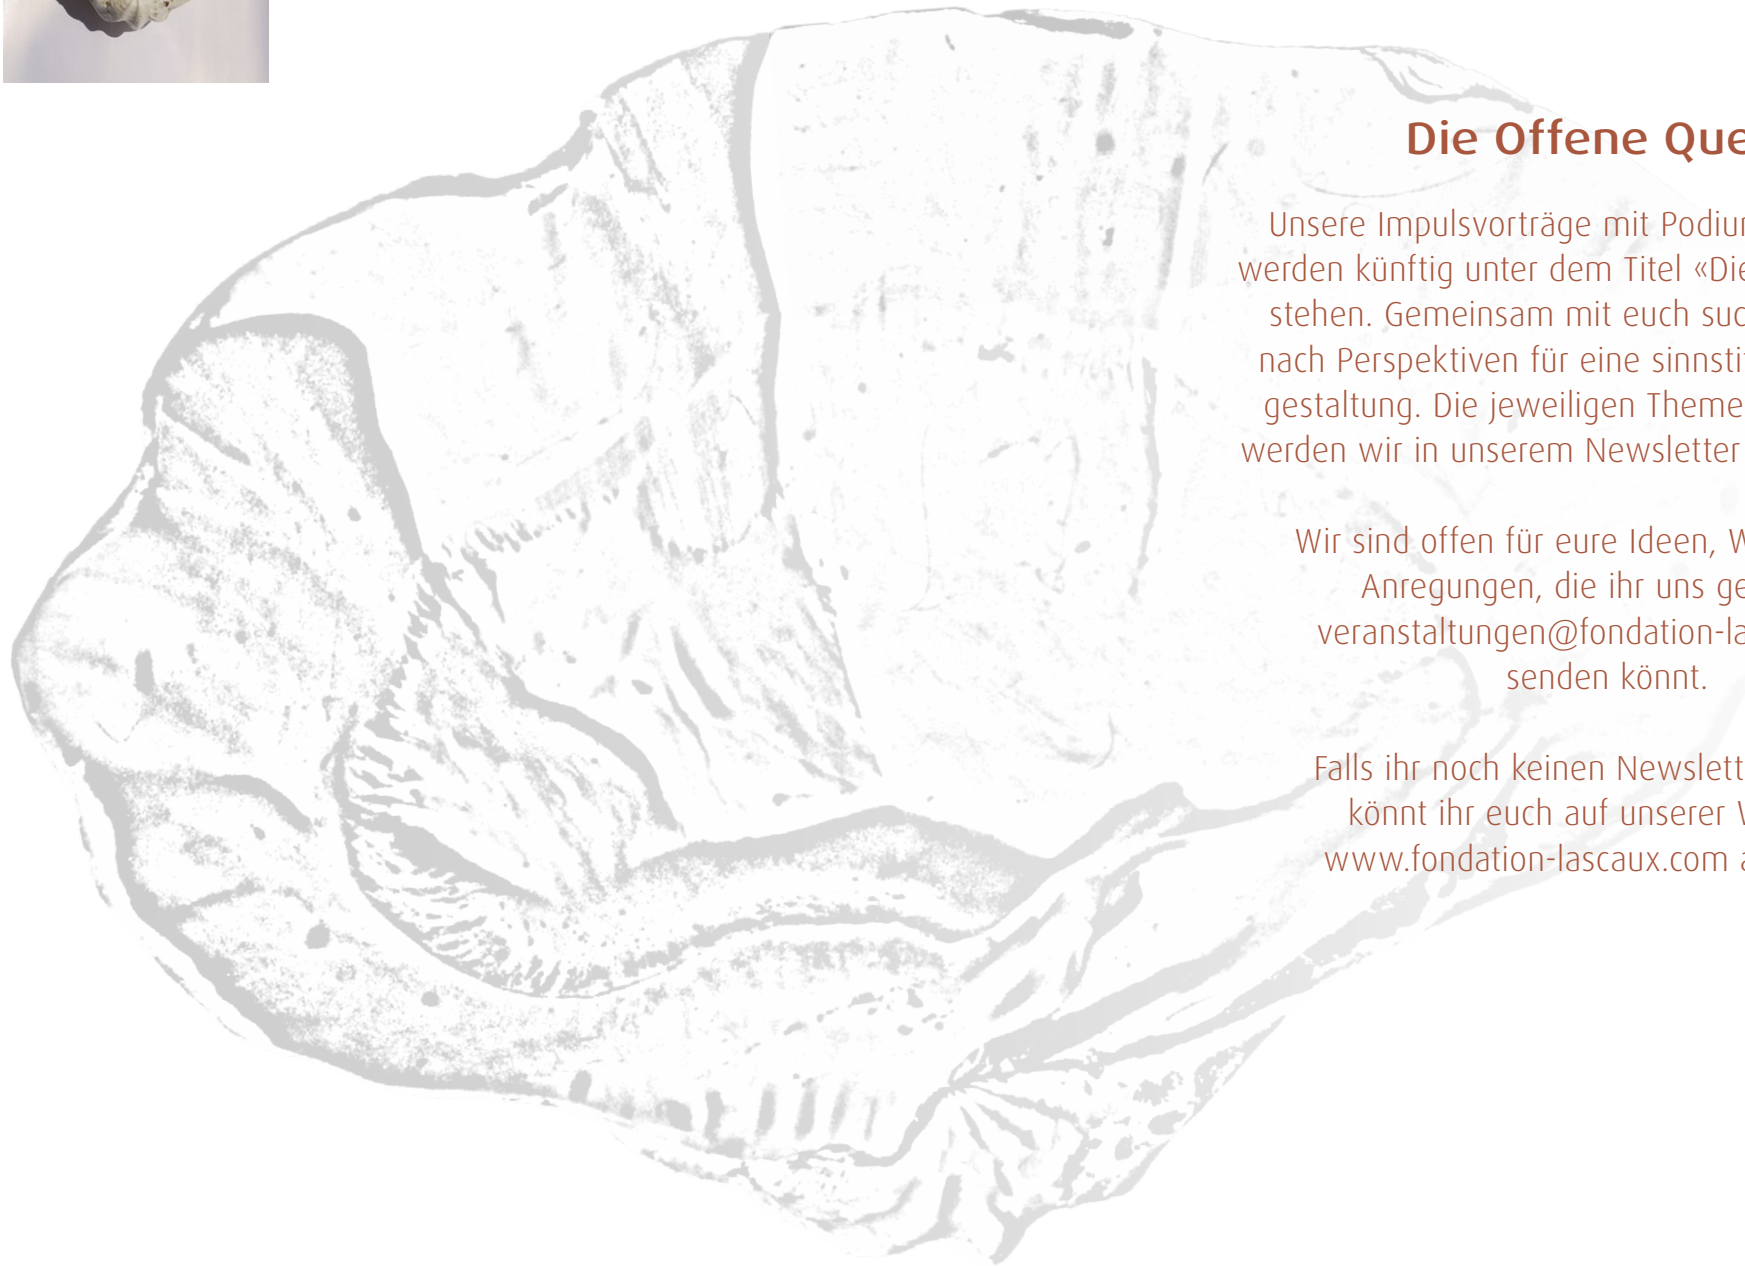 Die Offene Que
Unsere Impulsvorträge mit Podiu
werden künftig unter dem Titel «Die
stehen. Gemeinsam mit euch suc
nach Perspektiven für eine sinnsti
gestaltung. Die jeweiligen Theme
werden wir in unserem Newsletter
Wir sind offen für eure Ideen, W
Anregungen, die ihr uns ge
veranstaltungen@fondation-la
senden könnt.
Falls ihr noch keinen Newslett
könnt ihr euch auf unserer
www.fondation-lascaux.com a